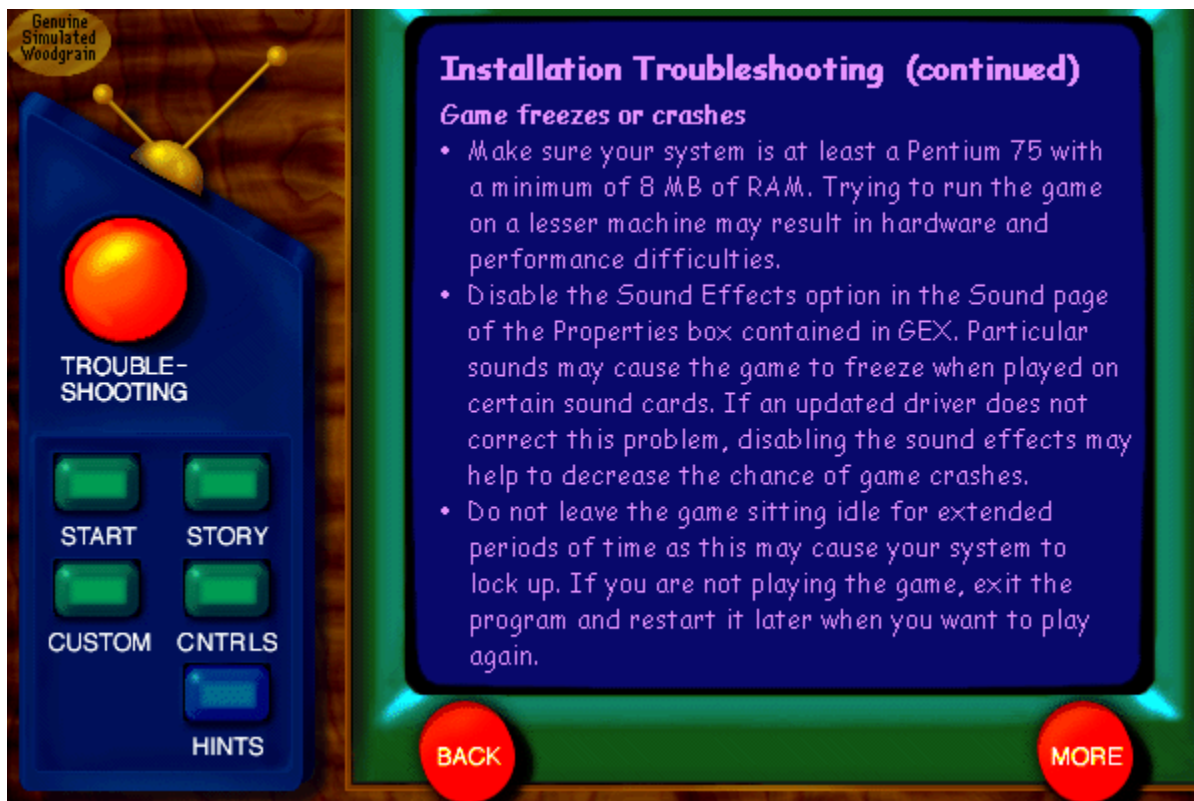 Genuine
Simulated
Woodgrain
TROUBLE-
SHOOTING
START STORY
CUSTOM CNTRLS
HINTS
Installation Troubleshooting (continued)
Game freezes or crashes
• Make sure your system is at least a Pentium 75 with
a minimum of 8 MB of RAM. Trying to run the game
on a lesser machine may result in hardware and
performance difficulties.
• Disable the Sound Effects option in the Sound page
of the Properties box contained in GEX. Particular
sounds may cause the game to freeze when played on
certain sound cards. If an updated driver does not
correct this problem, disabling the sound effects may
help to decrease the chance of game crashes.
• Do not leave the game sitting idle for extended
periods of time as this may cause your system to
lock up. If you are not playing the game, exit the
program and restart it later when you want to play
again.
BACK MORE